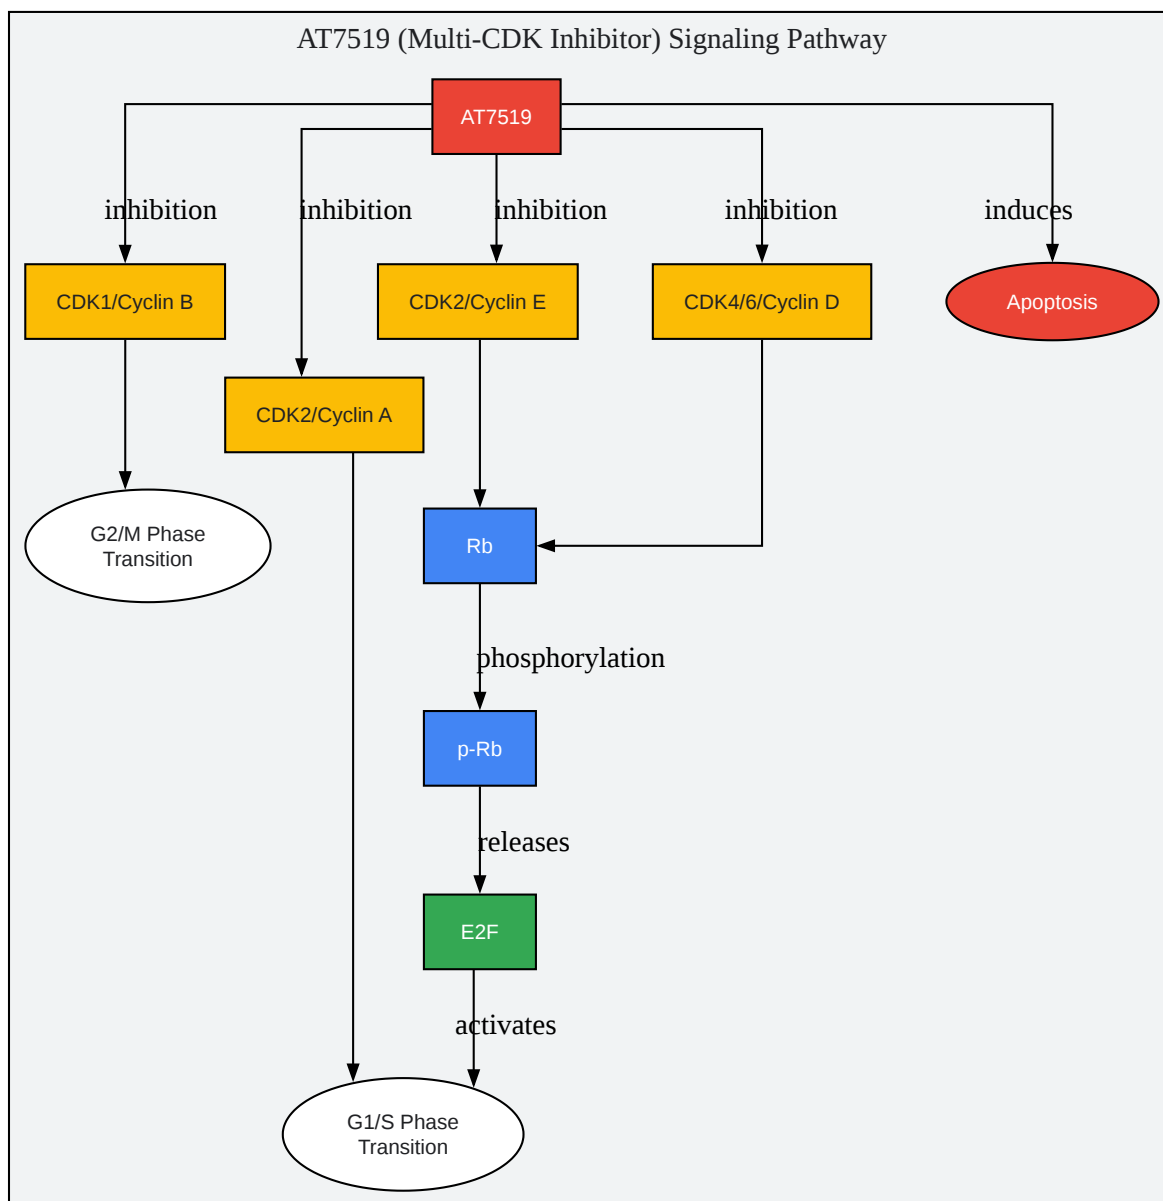 AT7519 (Multi-CDK Inhibitor) Signaling Pathway
AT7519
inhibition
inhibition
inhibition
inhibition
induces
CDK1/Cyclin B
CDK2/Cyclin E
CDK4/6/Cyclin D
Apoptosis
CDK2/Cyclin A
G2/M Phase
Transition
Rb
phosphorylation
p-Rb
releases
E2F
activates
G1/S Phase
Transition